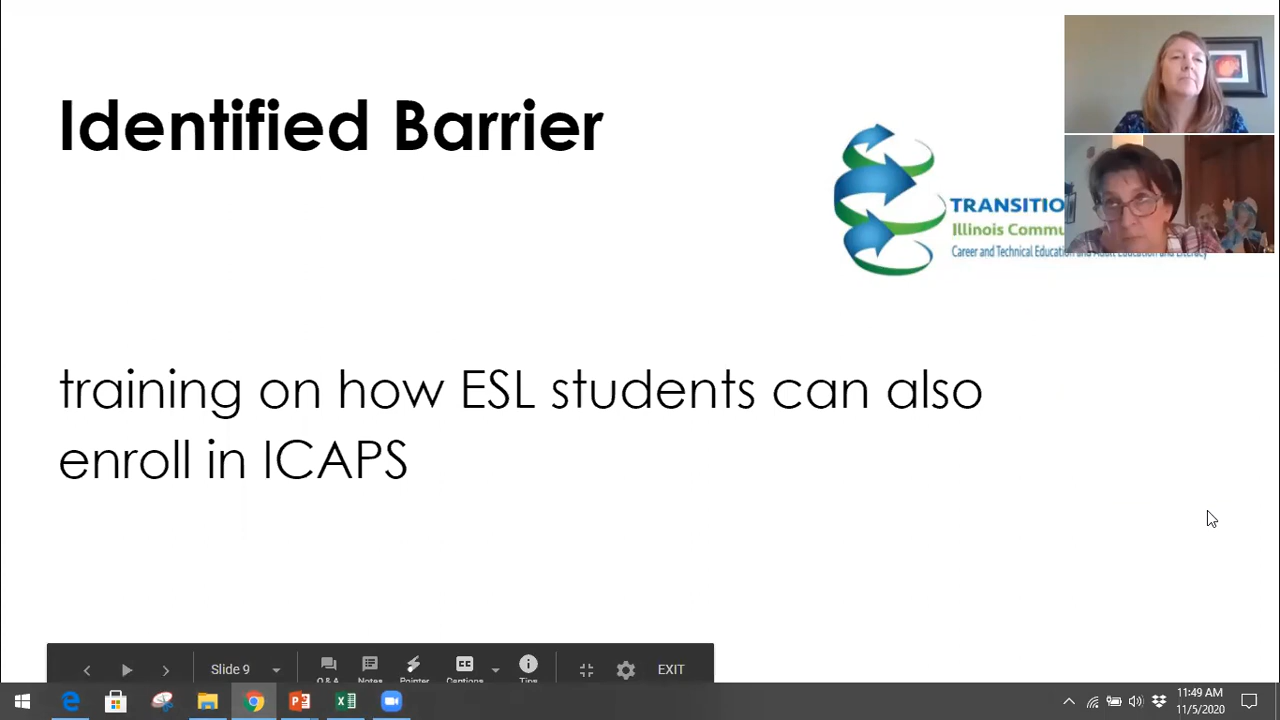 Identified Barrier
TRANSITIO
Illinois Commu
Career and Technical Education and Adult Education and Literacy
training on how ESL students can also
enroll in ICAPS
Slide 9
Q & A
Notes
Pointer
Captions
Tips
EXIT
11:49 AM
11/5/2020